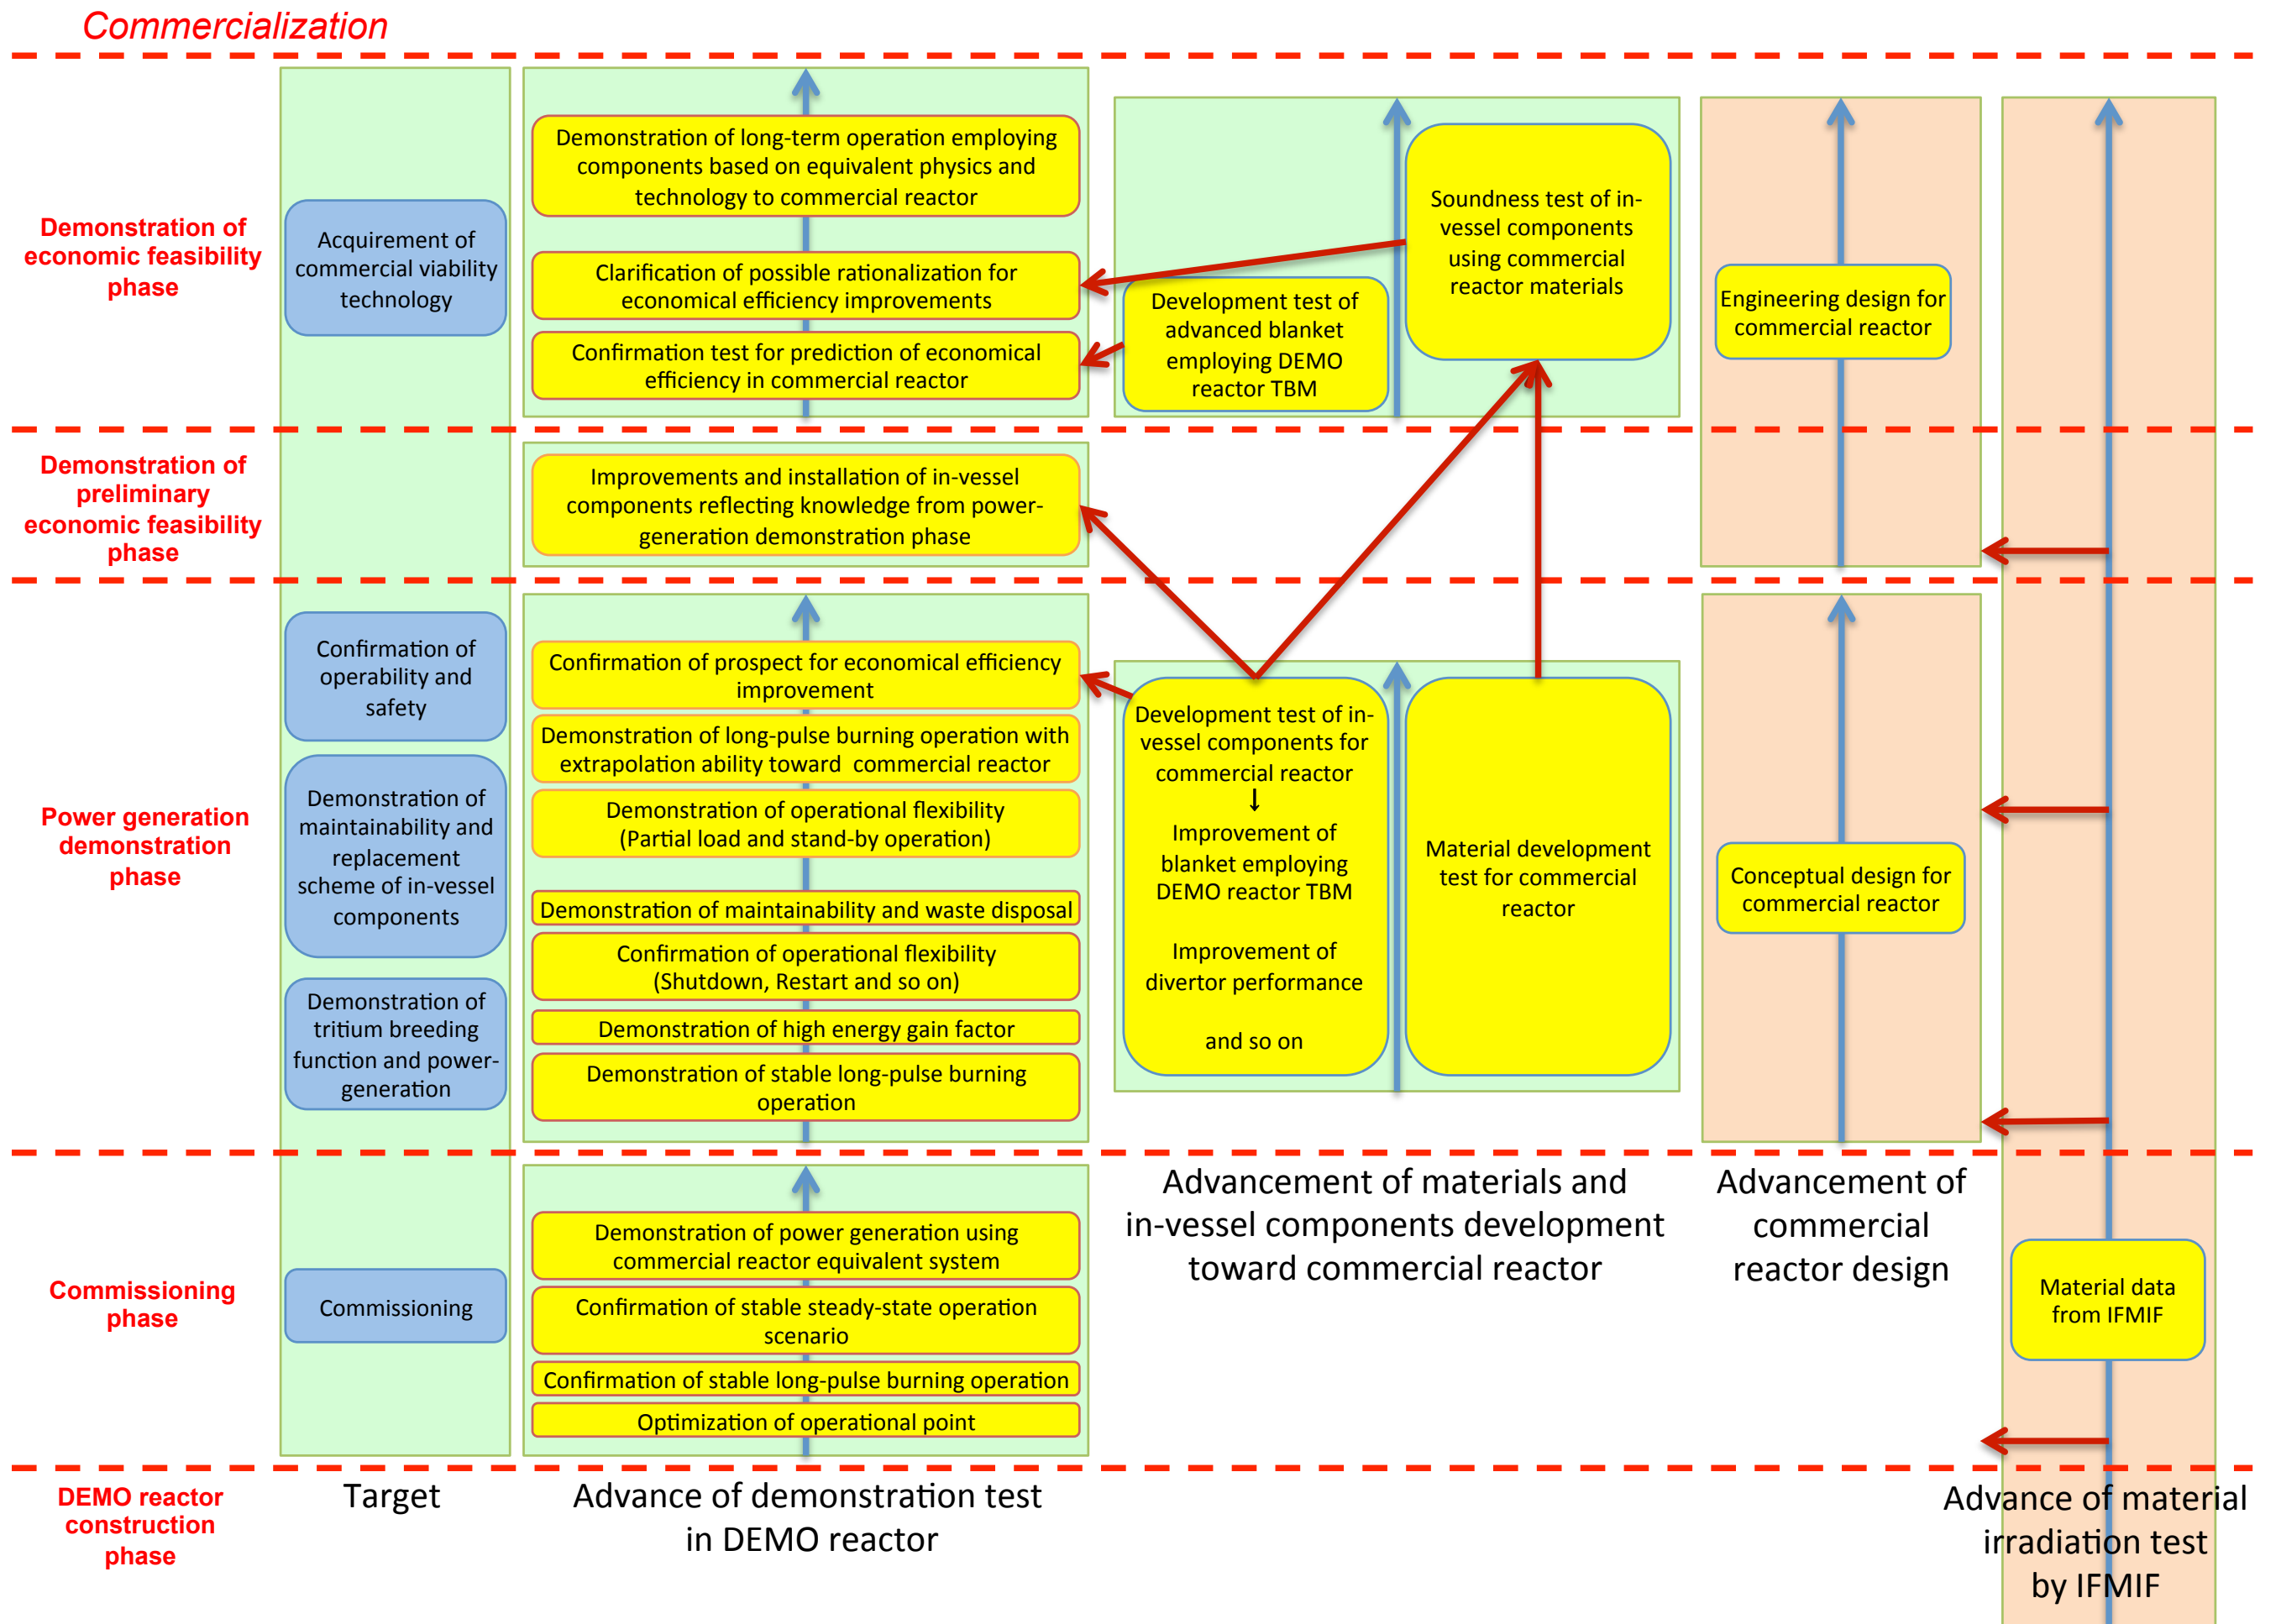 Commercialization
Demonstration of
economic feasibility
phase
Acquirement of
commercial viability
technology
Demonstration of long-term operation employing
components based on equivalent physics and
technology to commercial reactor
Clarification of possible rationalization for
economical efficiency improvements
Confirmation test for prediction of economical
efficiency in commercial reactor
Development test of
advanced blanket
employing DEMO
reactor TBM
Soundness test of in-
vessel components
using commercial
reactor materials
Engineering design for
commercial reactor
Demonstration of
preliminary
economic feasibility
phase
Improvements and installation of in-vessel
components reflecting knowledge from power-
generation demonstration phase
Power generation
demonstration
phase
Confirmation of
operability and
safety
Demonstration of
maintainability and
replacement
scheme of in-vessel
components
Demonstration of
tritium breeding
function and power-
generation
Confirmation of prospect for economical efficiency
improvement
Demonstration of long-pulse burning operation with
extrapolation ability toward commercial reactor
Demonstration of operational flexibility
(Partial load and stand-by operation)
Demonstration of maintainability and waste disposal
Confirmation of operational flexibility
(Shutdown, Restart and so on)
Demonstration of high energy gain factor
Demonstration of stable long-pulse burning
operation
Development test of in-
vessel components for
commercial reactor
↓
Improvement of
blanket employing
DEMO reactor TBM
Improvement of
divertor performance
and so on
Material development
test for commercial
reactor
Conceptual design for
commercial reactor
Commissioning
phase
Commissioning
Demonstration of power generation using
commercial reactor equivalent system
Confirmation of stable steady-state operation
scenario
Confirmation of stable long-pulse burning operation
Optimization of operational point
Advancement of materials and
in-vessel components development
toward commercial reactor
Advancement of
commercial
reactor design
Material data
from IFMIF
DEMO reactor
construction
phase
Target
Advance of demonstration test
in DEMO reactor
Advance of material
irradiation test
by IFMIF